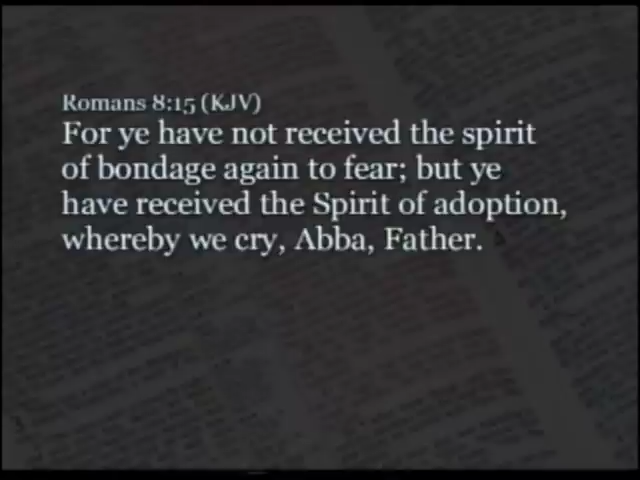 Romans 8:15 (KJV)
For ye have not received the spirit
of bondage again to fear; but ye
have received the Spirit of adoption,
whereby we cry, Abba, Father.